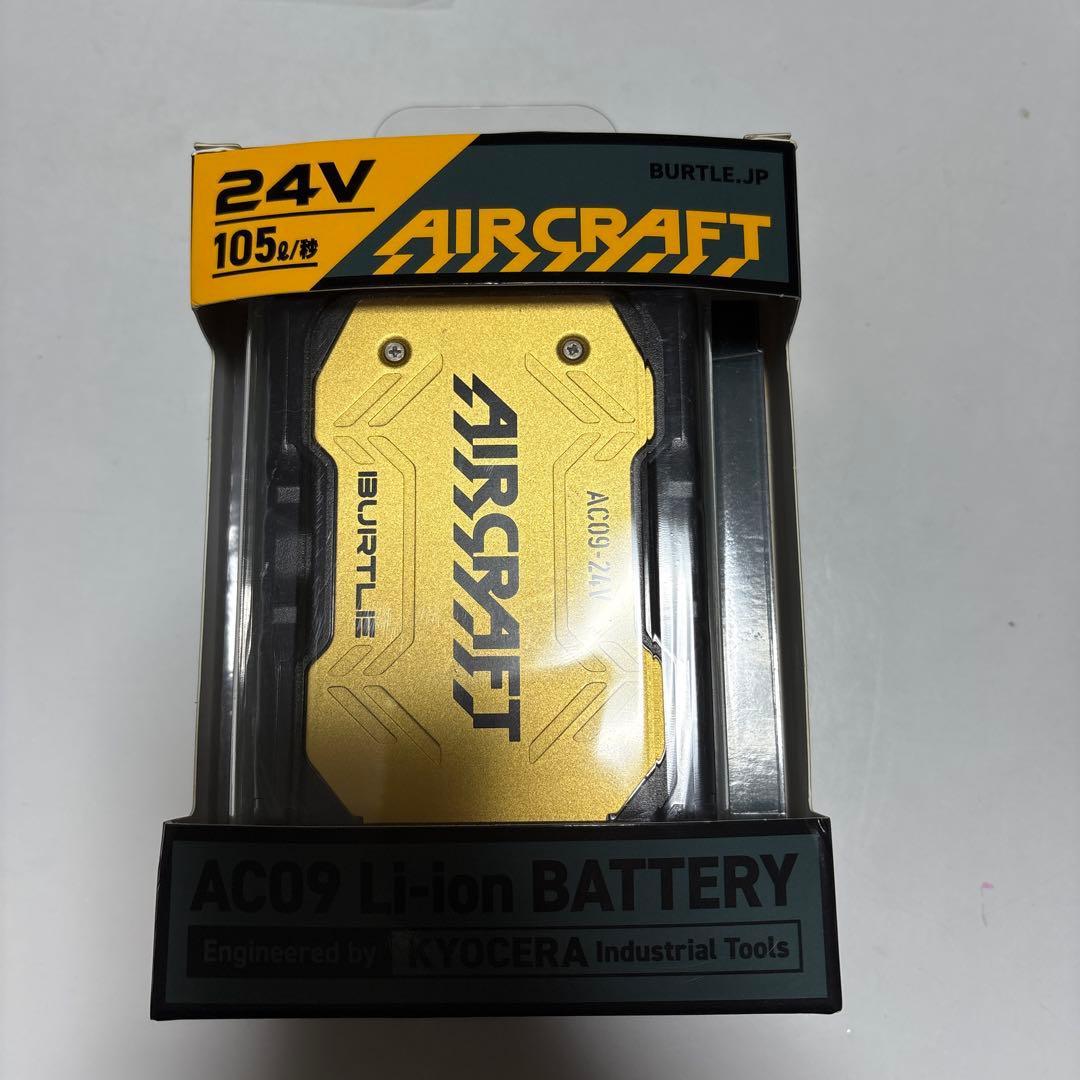 24V
105ℓ/秒
BURTLE.JP
AIRCRAFT
BURTLE
AIRCRAFT
AC09-24V
AC09 Li-ion BATTERY
Engineered by KYOCERA Industrial Tools